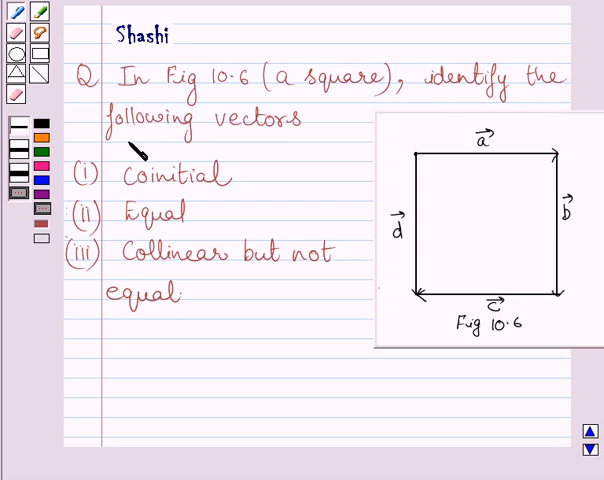 Shashi
Q In Fig 10.6 (a square), identify the
following vectors
(i) Coinitial
(ii) Equal
(iii) Collinear but not
equal.
a⃗
b⃗
d⃗
c⃗
Fig 10.6